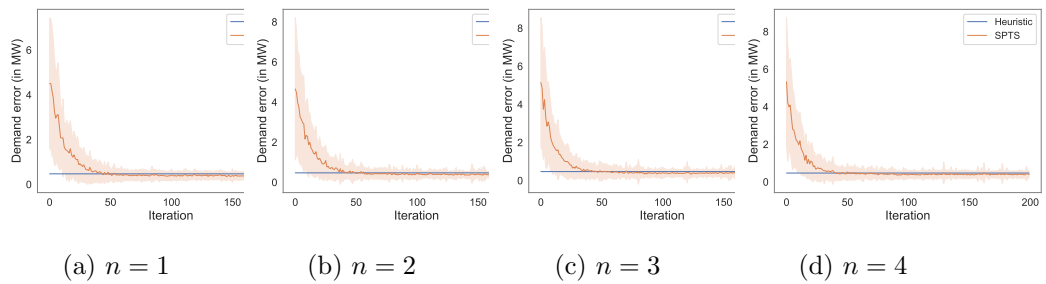 Demand error (in MW)
6
4
2
0
0
50
100
150
Iteration
(a) n = 1
Demand error (in MW)
8
6
4
2
0
0
50
100
150
Iteration
(b) n = 2
Demand error (in MW)
8
6
4
2
0
0
50
100
150
Iteration
(c) n = 3
Demand error (in MW)
8
6
4
2
0
0
50
100
150
200
Iteration
Heuristic
SPTS
(d) n = 4